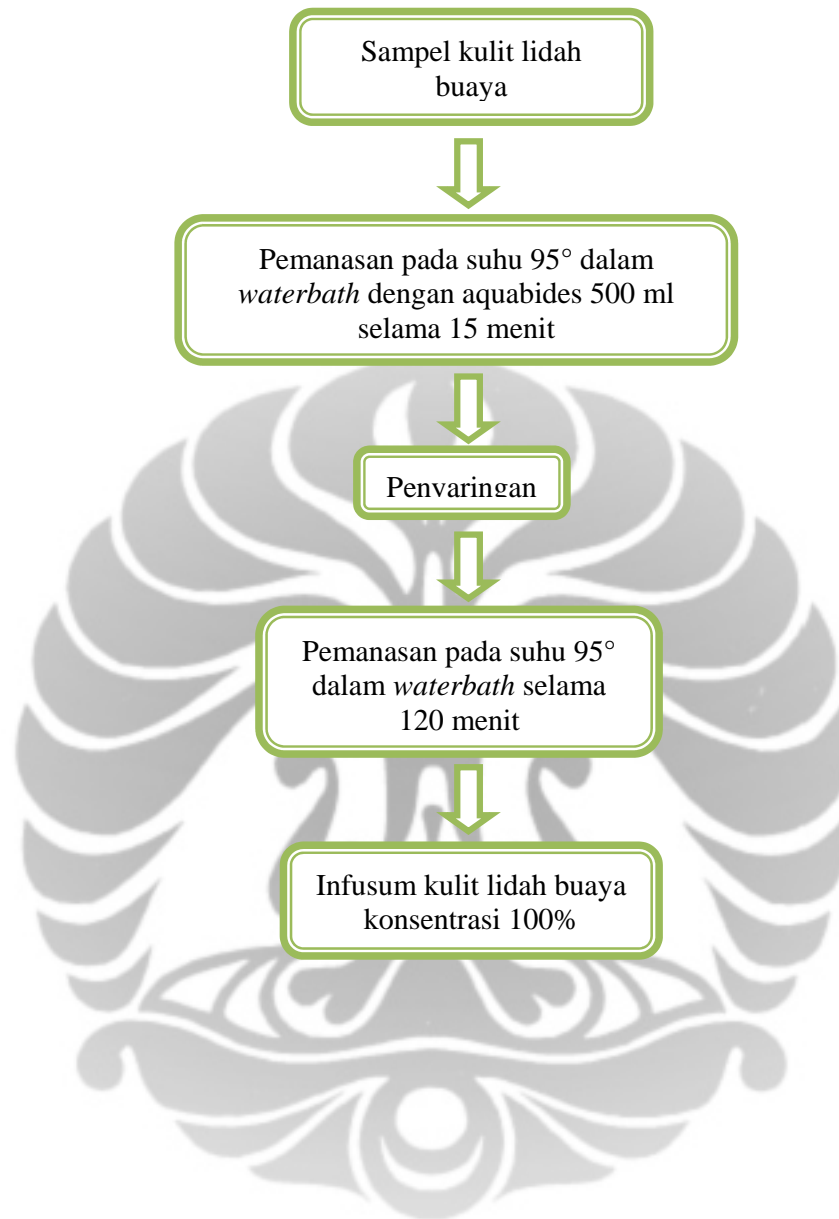 Sampel kulit lidah
buaya
Pemanasan pada suhu 95° dalam
waterbath dengan aquabides 500 ml
selama 15 menit
Penyaringan
Pemanasan pada suhu 95°
dalam waterbath selama
120 menit
Infusum kulit lidah buaya
konsentrasi 100%